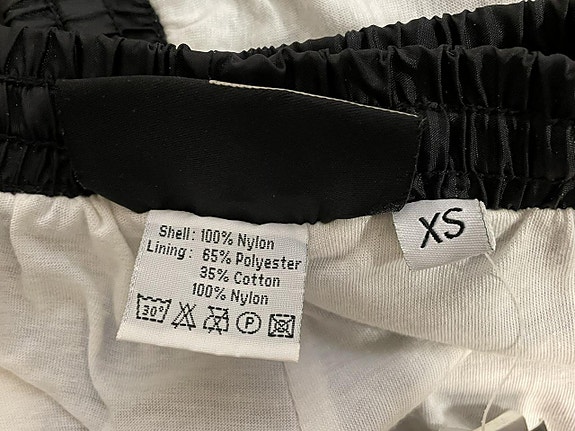 Shell: 100% Nylon
Lining: 65% Polyester
35% Cotton
100% Nylon
30° P
XS